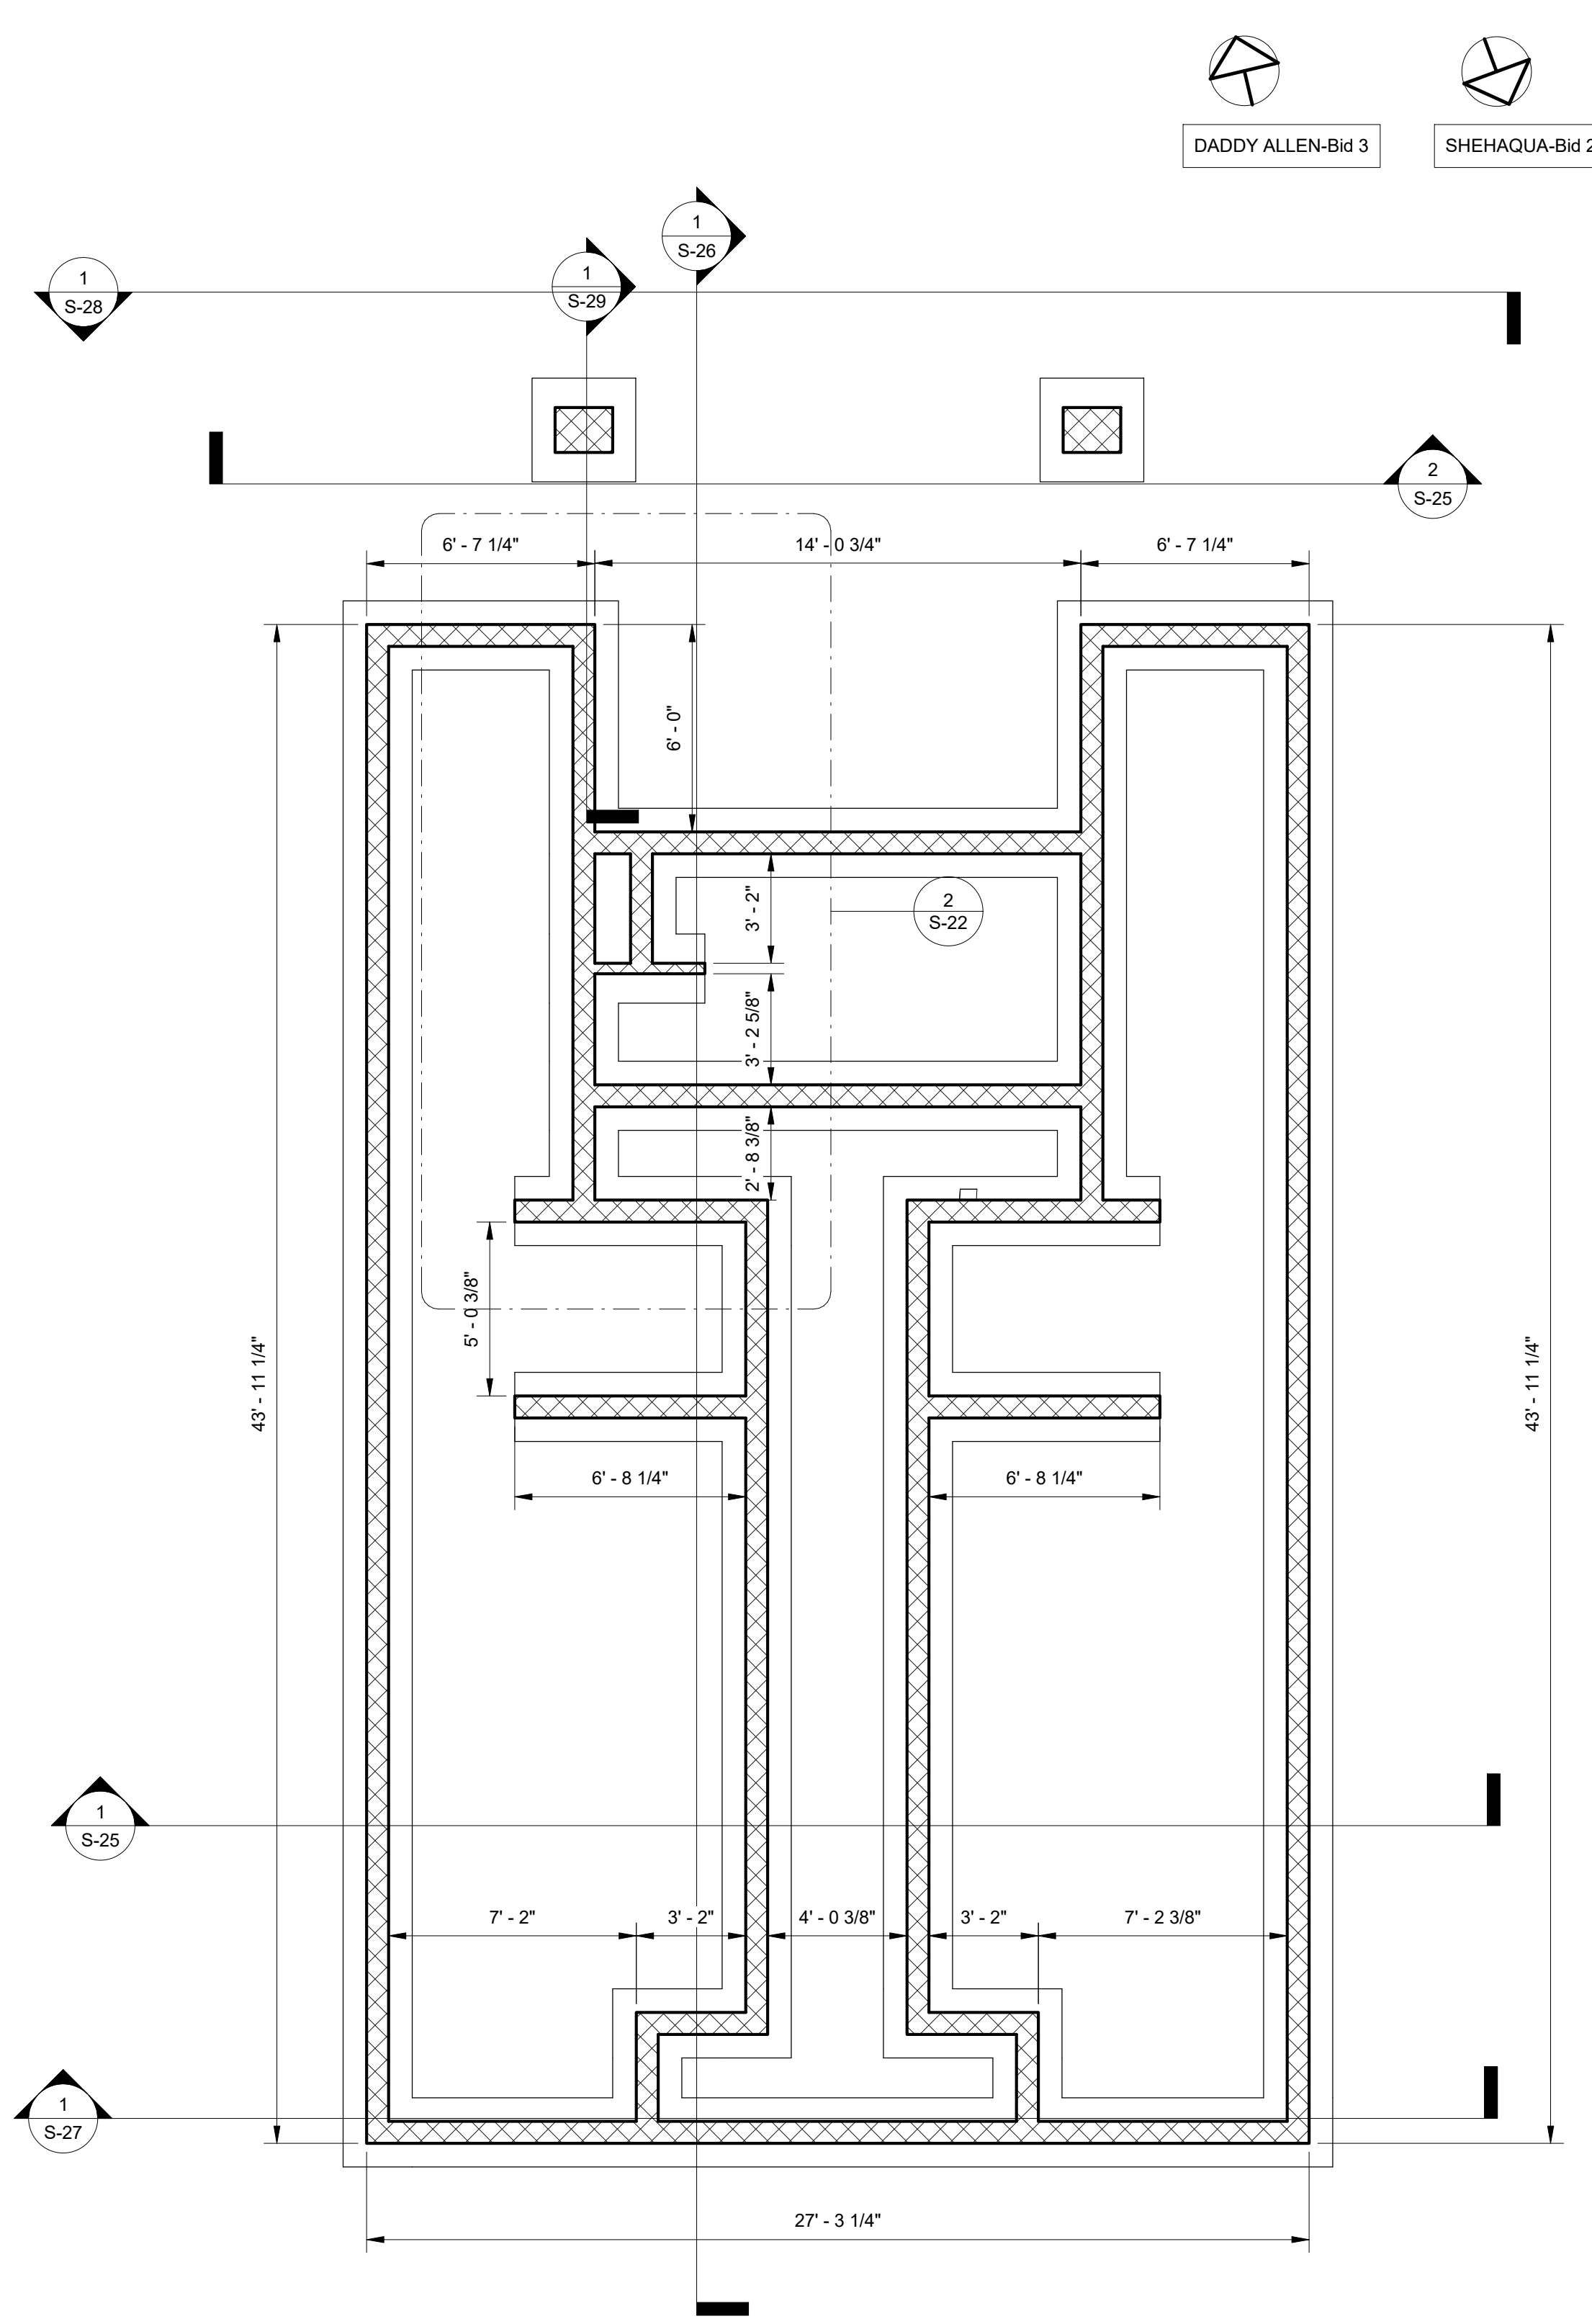 DADDY ALLEN-Bid 3
SHEHAQUA-Bid 2
1
S-26
1
S-29
1
S-28
2
S-25
6' - 7 1/4"
14' - 0 3/4"
6' - 7 1/4"
6' - 0"
3' - 2"
2
S-22
3' - 2 5/8"
2' - 8 3/8"
5' - 0 3/8"
43' - 11 1/4"
43' - 11 1/4"
6' - 8 1/4"
6' - 8 1/4"
1
S-25
7' - 2"
3' - 2"
4' - 0 3/8"
3' - 2"
7' - 2 3/8"
1
S-27
27' - 3 1/4"